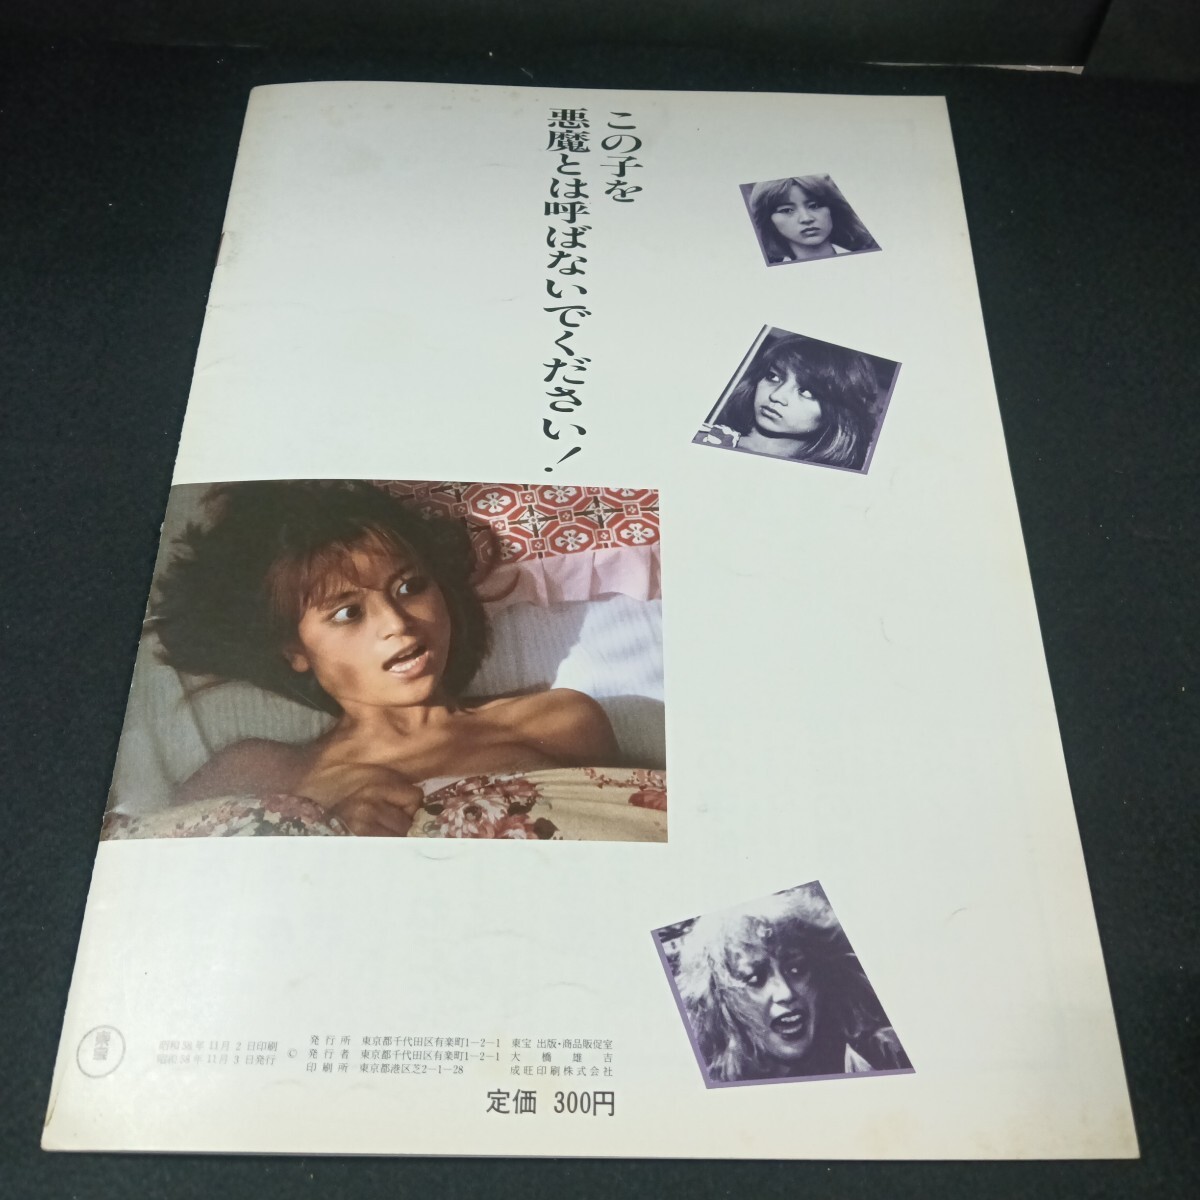 この子を
悪魔とは呼ばないでください!
東宝
昭和56年11月2日印刷
昭和56年11月3日発行
©
発行所 東京都千代田区有楽町1—2—1 東宝 出版・商品販促室
発行者 東京都千代田区有楽町1—2—1 大橋雄吉
印刷所 東京都港区芝2—1—28 成旺印刷株式会社
定価 300円